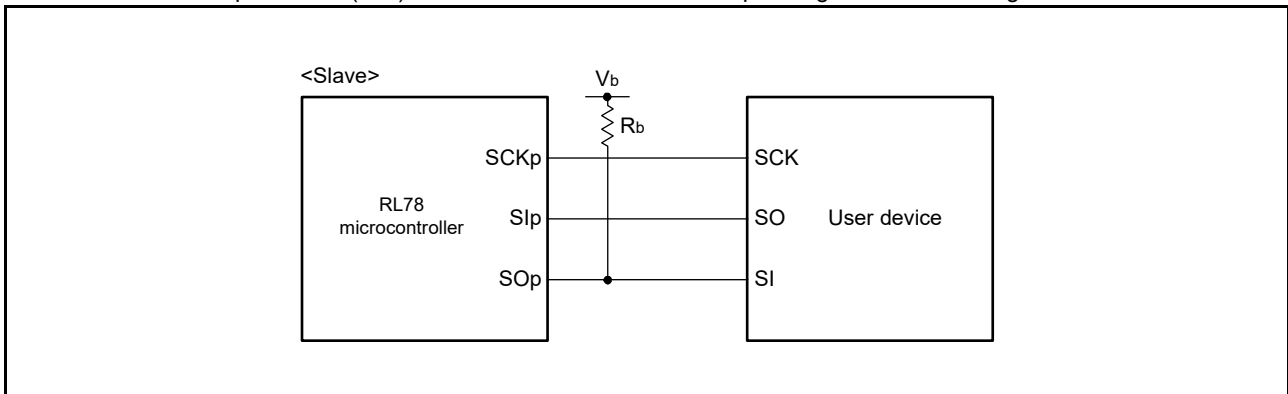 <Slave>
Vb
Rb
SCKp
SCK
RL78
microcontroller
SIp
SO
User device
SOp
SI